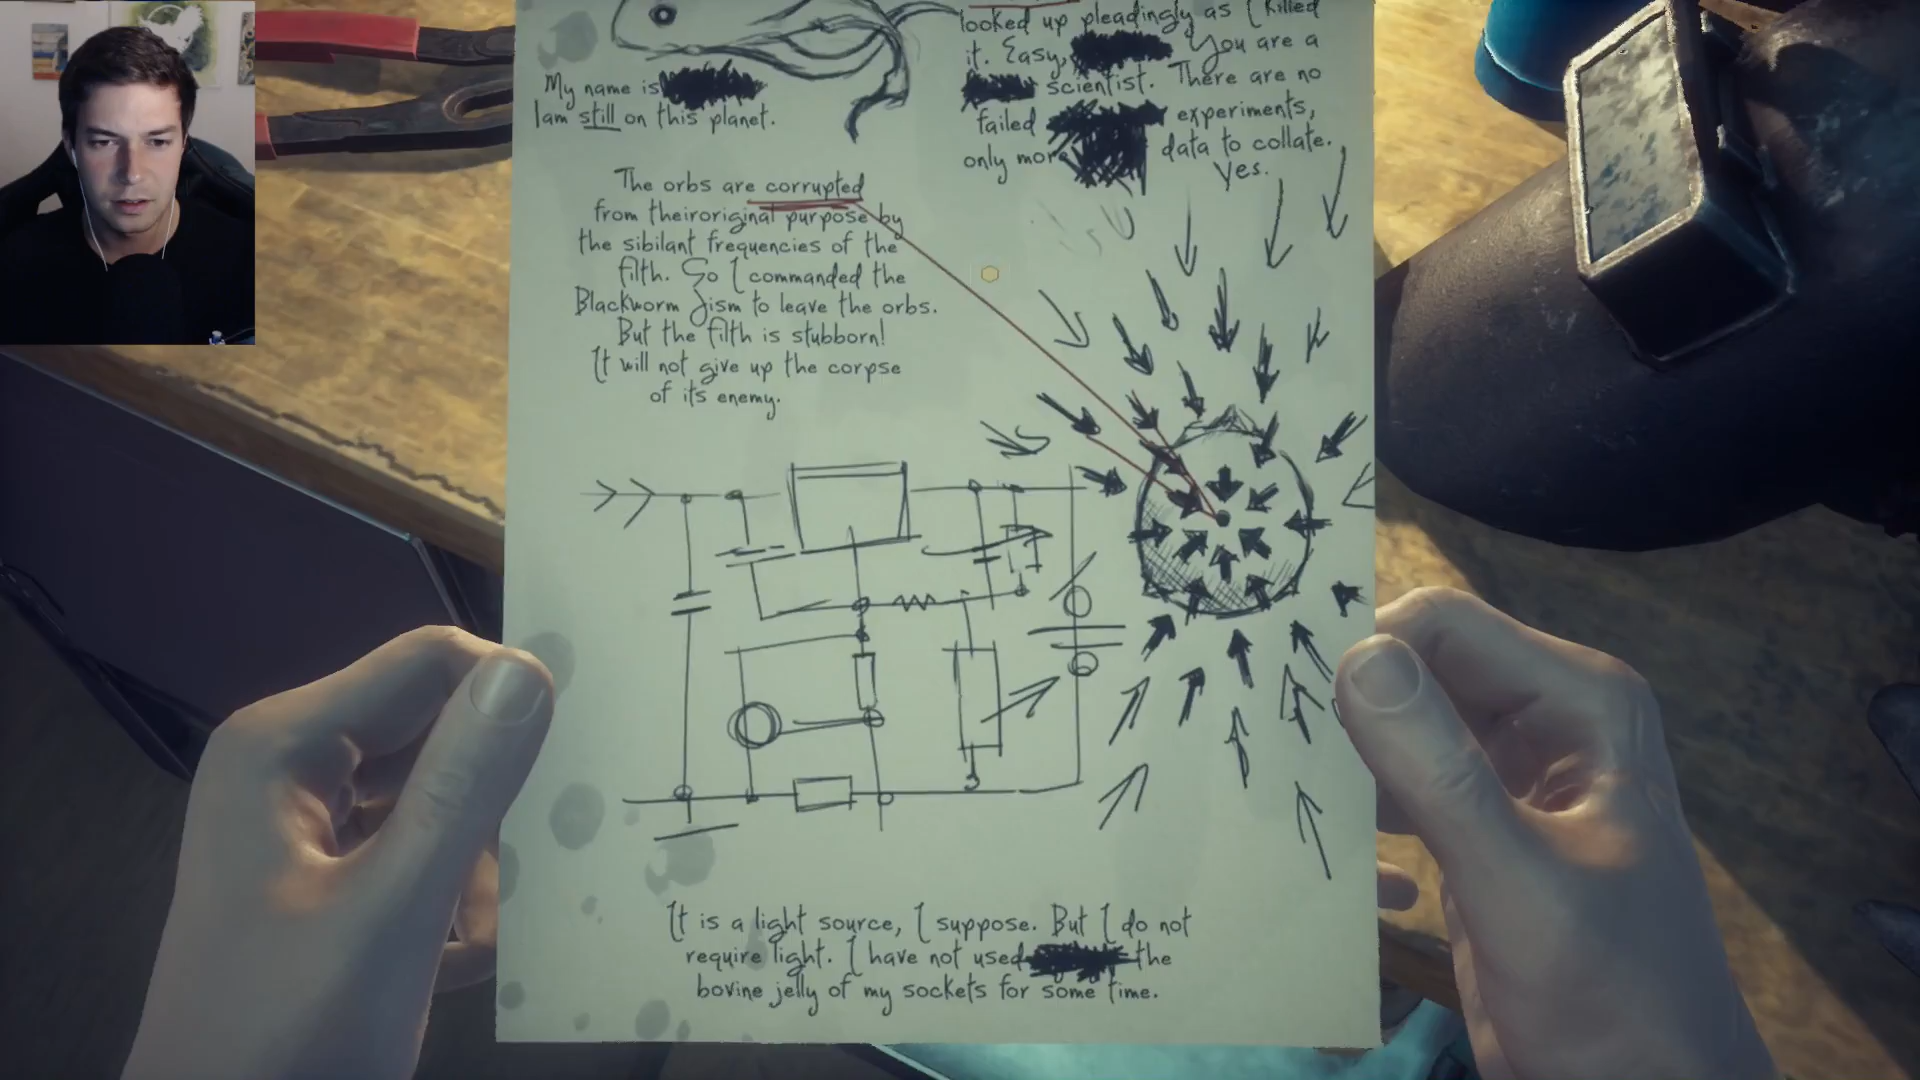 My name is
I am still on this planet.
looked up pleadingly as I killed
it. Easy, You are a
scientist. There are no
failed experiments,
only more data to collate.
Yes.
The orbs are corrupted
from theiroriginal purpose by
the sibilant frequencies of the
filth. So I commanded the
Blackworm Jism to leave the orbs.
But the filth is stubborn!
It will not give up the corpse
of its enemy.
It is a light source, I suppose. But I do not
require light. I have not used the
bovine jelly of my sockets for some time.